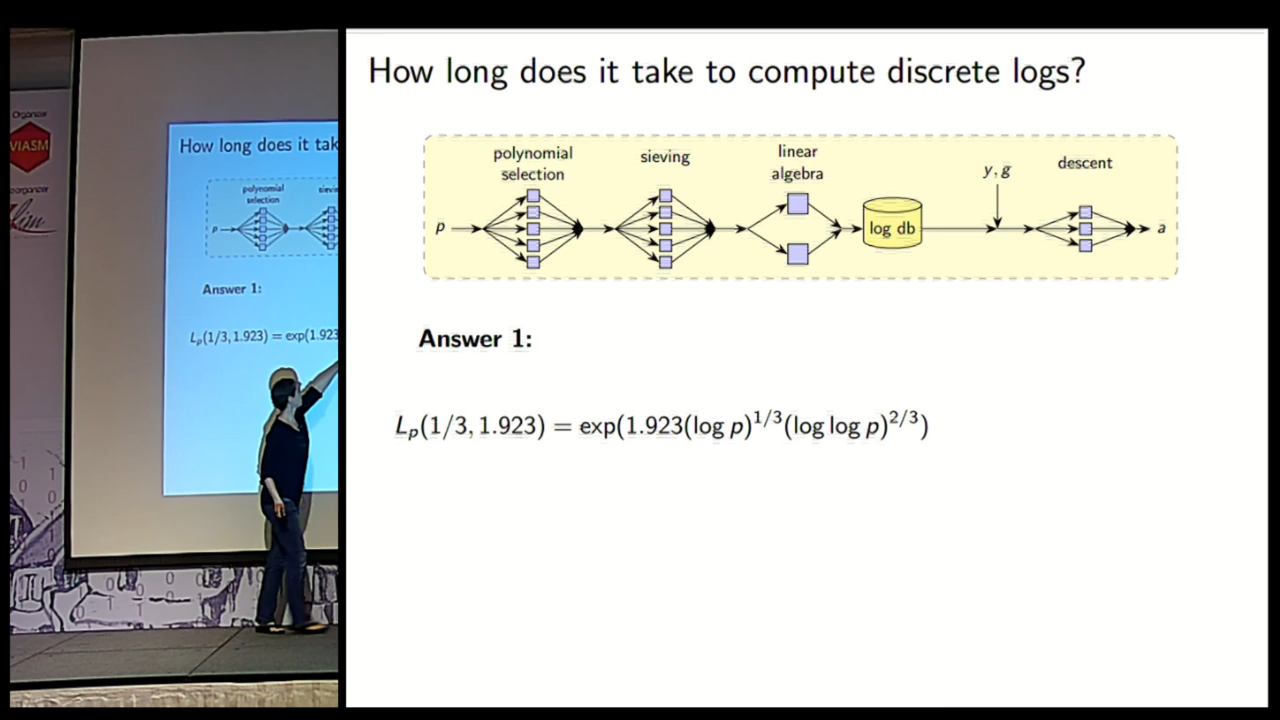 Organizer
VIASM
How long does it tak
polynomial
selection
p
Answer 1:
L_p(1/3, 1.923) = exp(1.923
How long does it take to compute discrete logs?
polynomial
selection
sieving
linear
algebra
y, g
descent
p
log db
a
Answer 1:
L_p(1/3, 1.923) = exp(1.923(log p)^{1/3}(log log p)^{2/3})